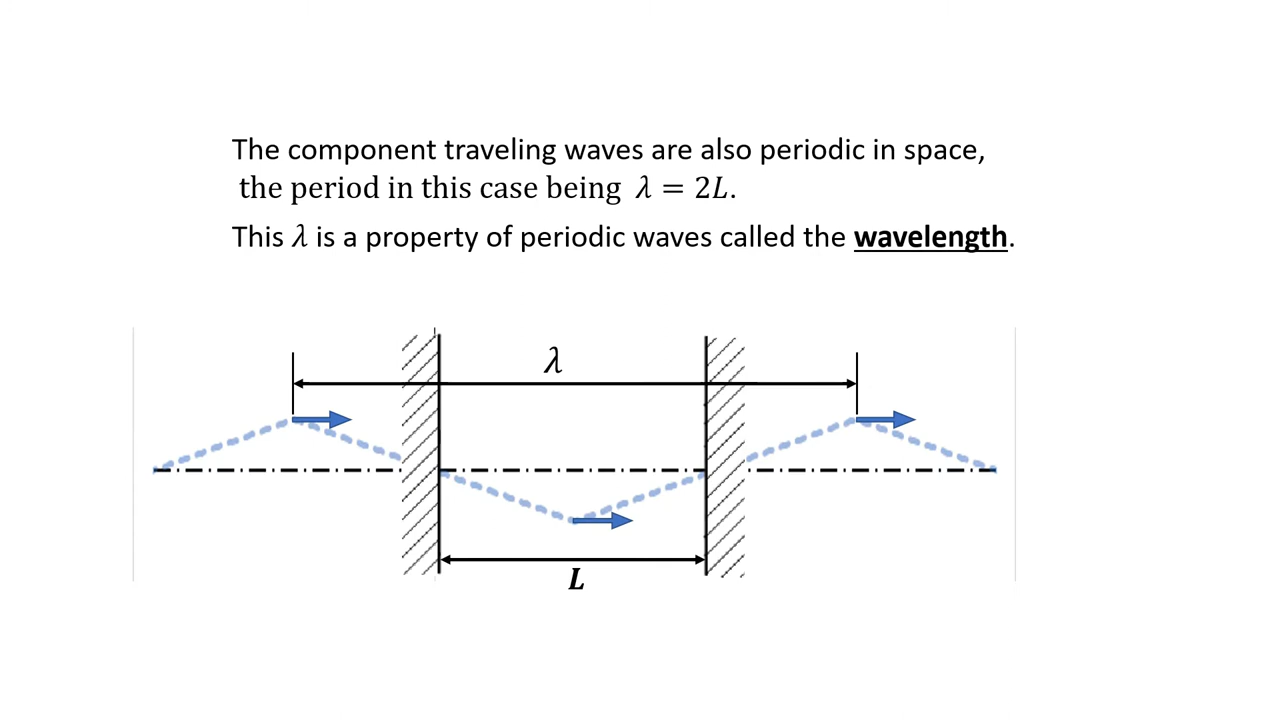 The component traveling waves are also periodic in space,
the period in this case being λ = 2L.
This λ is a property of periodic waves called the wavelength.
λ
L